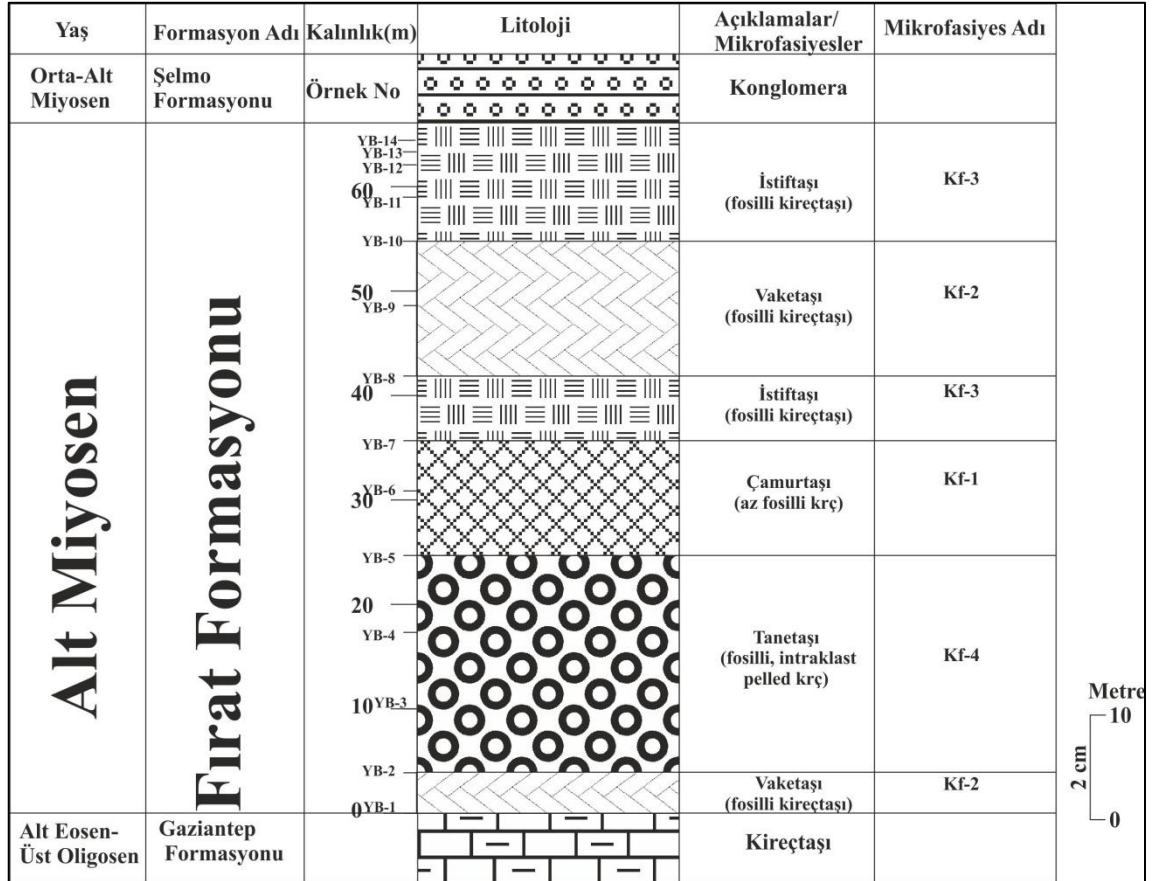 Yaş
Formasyon Adı
Kalınlık(m)
Litoloji
Açıklamalar/
Mikrofasiyesler
Mikrofasiyes Adı
Orta-Alt
Miyosen
Şelmo
Formasyonu
Örnek No
Konglomera
Alt Miyosen
Fırat Formasyonu
YB-14
YB-13
YB-12
60
YB-11
YB-10
İstiftaşı
(fosilli kireçtaşı)
Kf-3
50
YB-9
Vaketaşı
(fosilli kireçtaşı)
Kf-2
YB-8
40
İstiftaşı
(fosilli kireçtaşı)
Kf-3
YB-7
YB-6
30
Çamurtaşı
(az fosilli krç)
Kf-1
YB-5
20
YB-4
Tanetaşı
(fosilli, intraklast
pelled krç)
Kf-4
10
YB-3
YB-2
Vaketaşı
(fosilli kireçtaşı)
Kf-2
0
YB-1
Alt Eosen-
Üst Oligosen
Gaziantep
Formasyonu
Kireçtaşı
Metre
10
2 cm
0